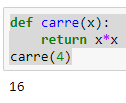 def carre(x):
    return x*x
carre(4)
16